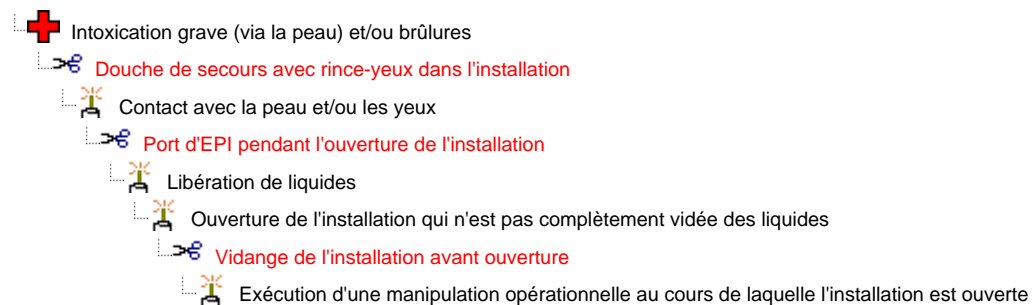 Intoxication grave (via la peau) et/ou brûlures
Douche de secours avec rince-yeux dans l'installation
Contact avec la peau et/ou les yeux
Port d'EPI pendant l'ouverture de l'installation
Libération de liquides
Ouverture de l'installation qui n'est pas complètement vidée des liquides
Vidange de l'installation avant ouverture
Exécution d'une manipulation opérationnelle au cours de laquelle l'installation est ouverte